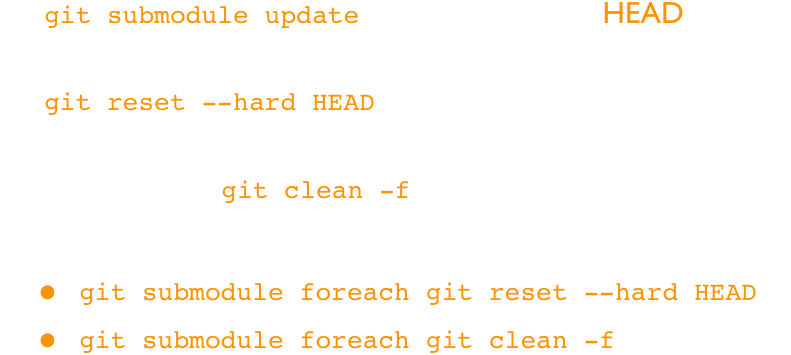 git submodule update HEAD
git reset --hard HEAD
git clean -f
● git submodule foreach git reset --hard HEAD
● git submodule foreach git clean -f